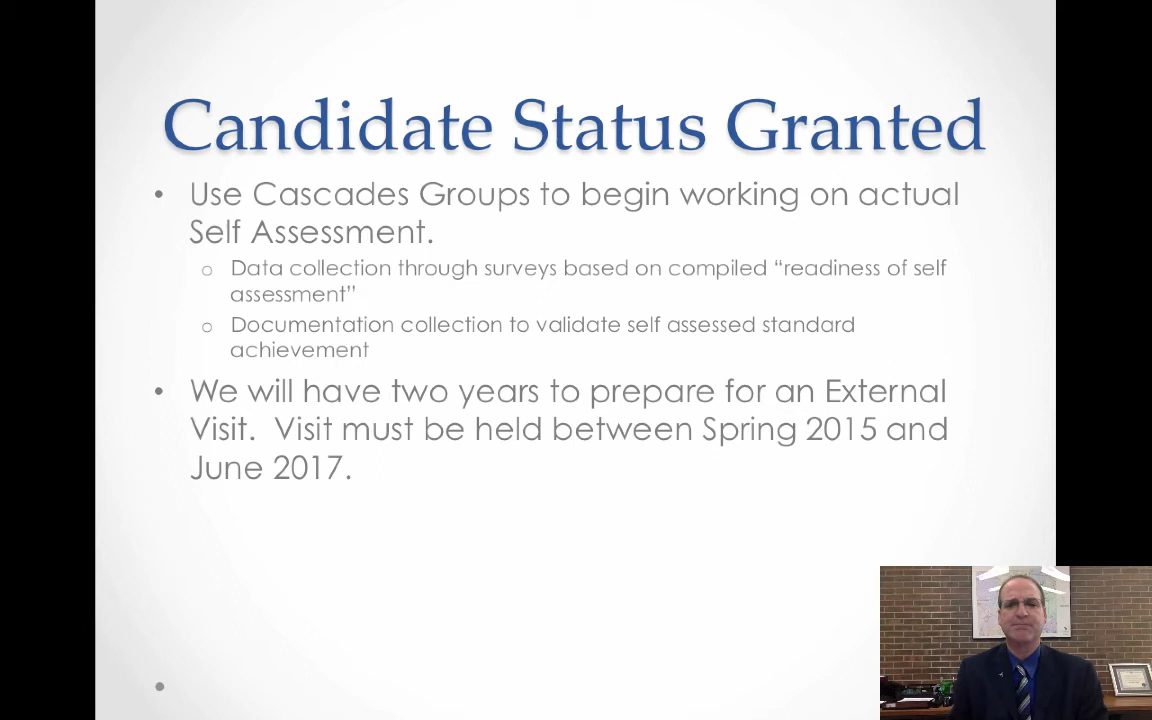 Candidate Status Granted
• Use Cascades Groups to begin working on actual
Self Assessment.
o Data collection through surveys based on compiled “readiness of self
assessment”
o Documentation collection to validate self assessed standard
achievement
• We will have two years to prepare for an External
Visit.  Visit must be held between Spring 2015 and
June 2017.
•